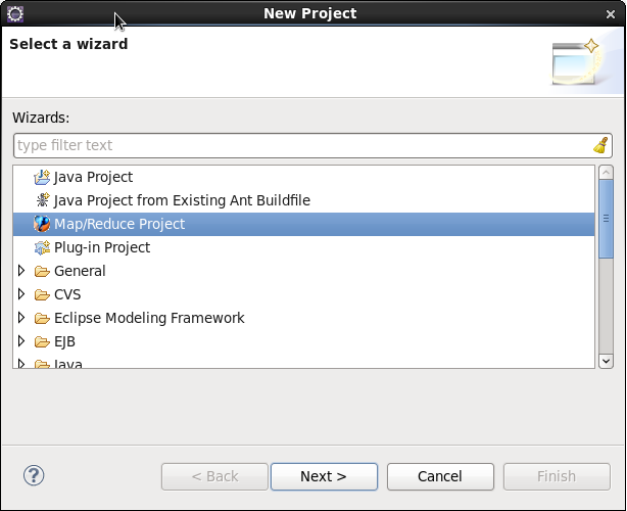 New Project
Select a wizard
Wizards:
type filter text
Java Project
Java Project from Existing Ant Buildfile
Map/Reduce Project
Plug-in Project
General
CVS
Eclipse Modeling Framework
EJB
Java
?
< Back
Next >
Cancel
Finish